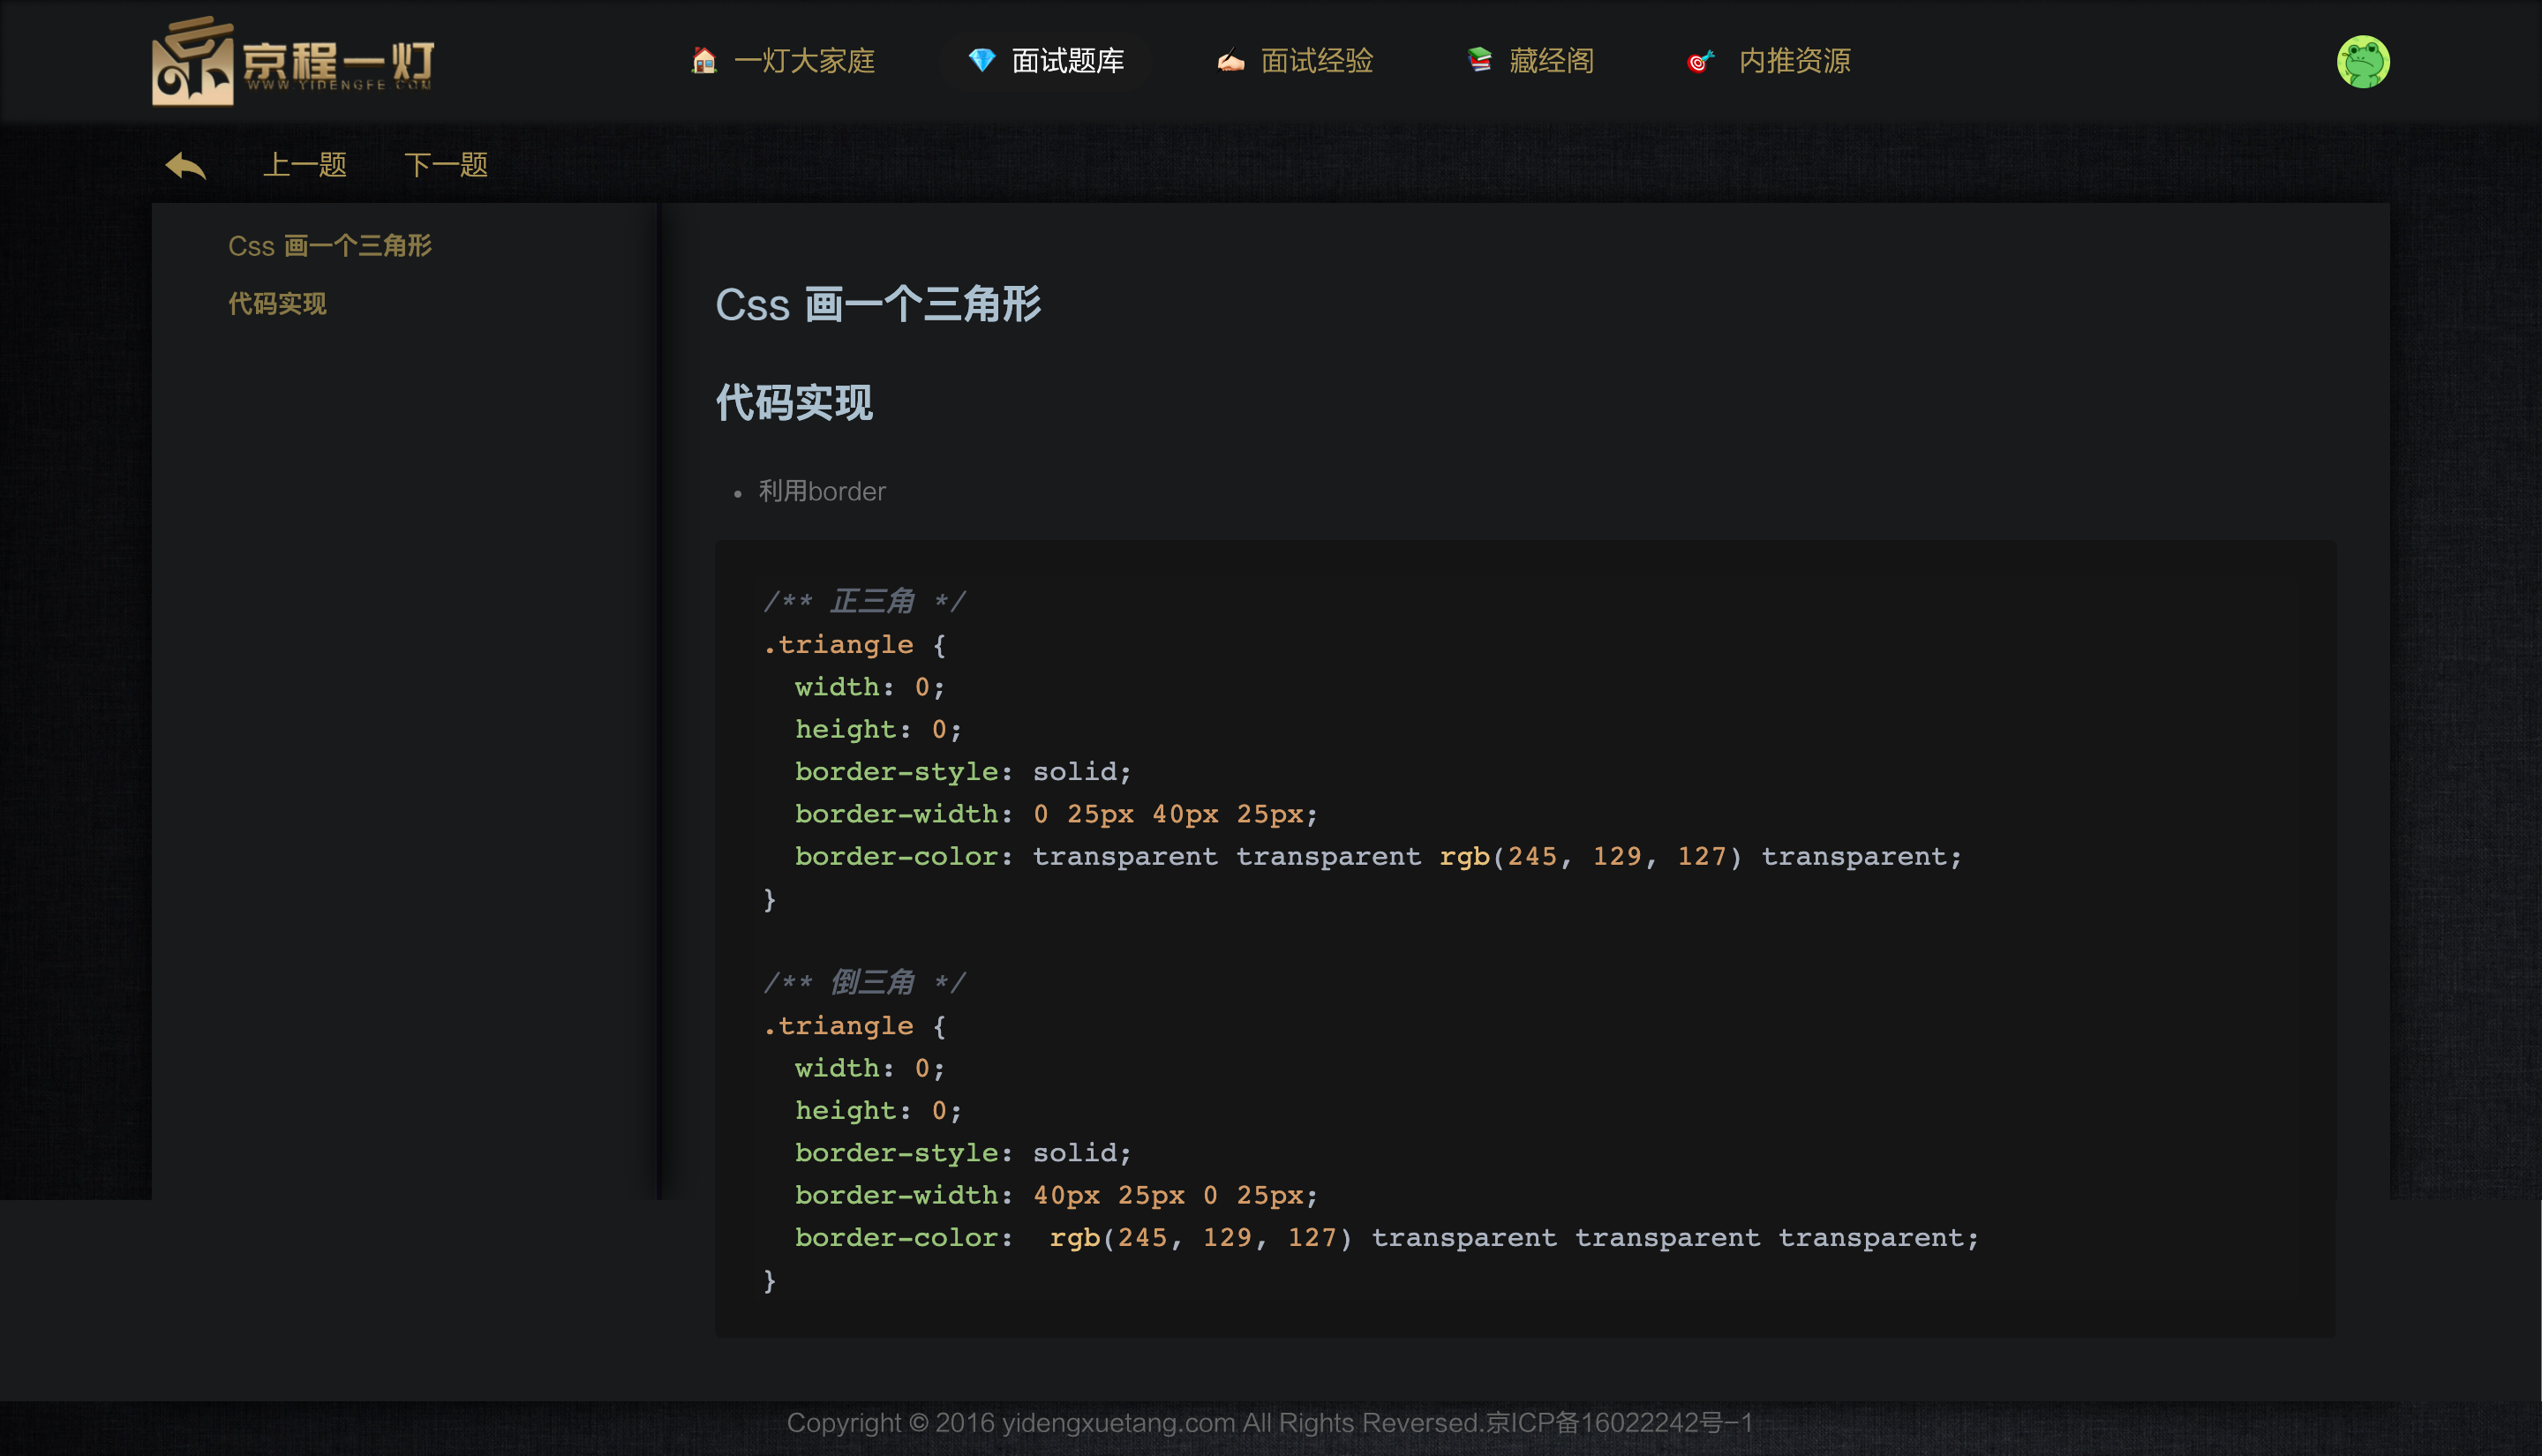 京程一灯
WWW.YIDENGFE.COM
一灯大家庭 面试题库 面试经验 藏经阁 内推资源
上一题 下一题
Css 画一个三角形
代码实现
Css 画一个三角形
代码实现
• 利用border
/** 正三角 */
.triangle {
  width: 0;
  height: 0;
  border-style: solid;
  border-width: 0 25px 40px 25px;
  border-color: transparent transparent rgb(245, 129, 127) transparent;
}
/** 倒三角 */
.triangle {
  width: 0;
  height: 0;
  border-style: solid;
  border-width: 40px 25px 0 25px;
  border-color:  rgb(245, 129, 127) transparent transparent transparent;
}
Copyright © 2016 yidengxuetang.com All Rights Reversed.京ICP备16022242号-1